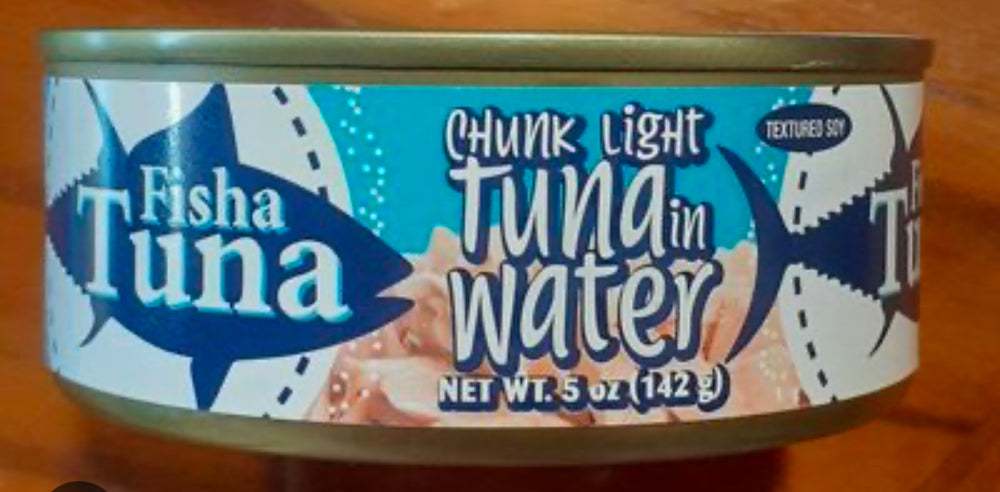 Fisha
Tuna
CHUNK LigHT
Tuna in
water
NET WT. 5 oz (142 g)
TEXTURED SOY